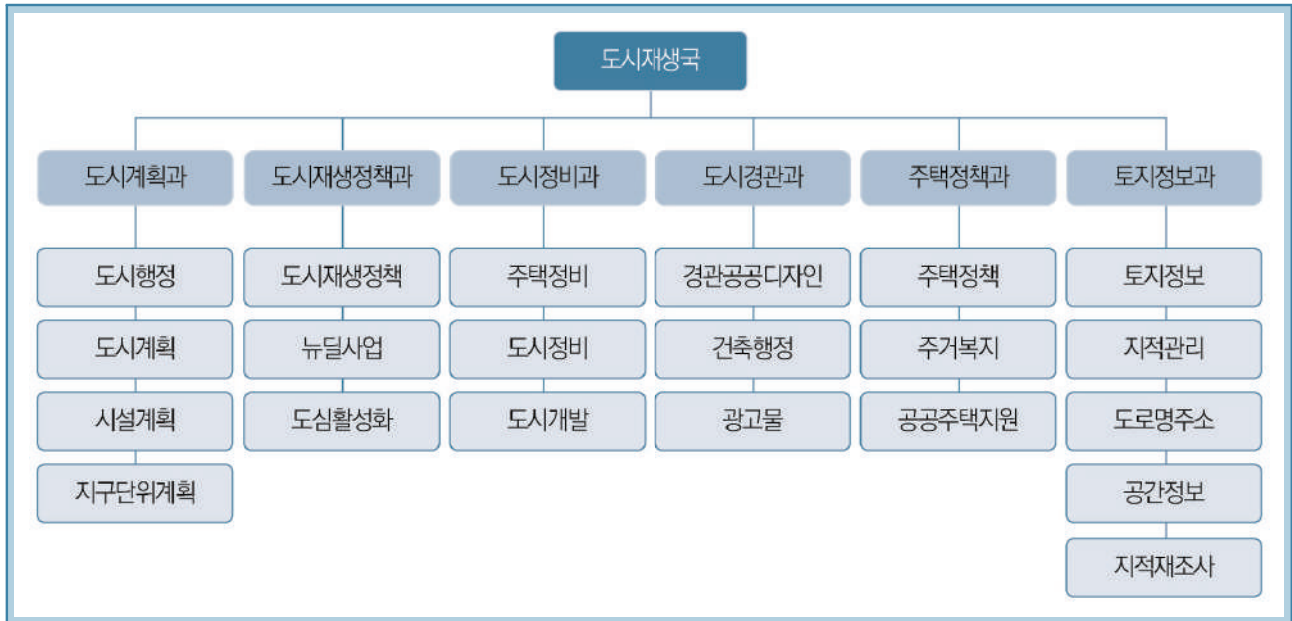 도시재생국
도시계획과
도시재생정책과
도시정비과
도시경관과
주택정책과
토지정보과
도시행정
도시재생정책
주택정비
경관공공디자인
주택정책
토지정보
도시계획
뉴딜사업
도시정비
건축행정
주거복지
지적관리
시설계획
도심활성화
도시개발
광고물
공공주택지원
도로명주소
지구단위계획
공간정보
지적재조사